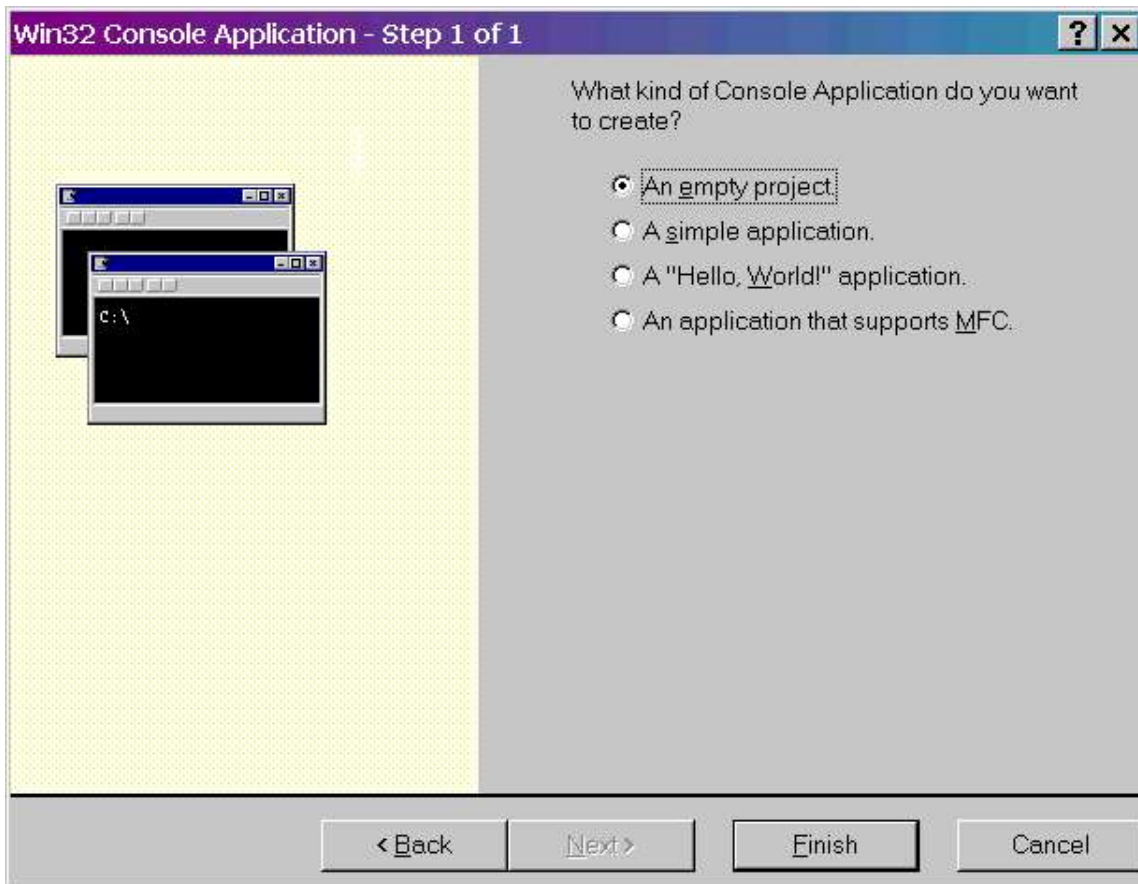 Win32 Console Application - Step 1 of 1
What kind of Console Application do you want
to create?
An empty project.
A simple application.
A "Hello, World!" application.
An application that supports MFC.
C:\
< Back
Next >
Finish
Cancel